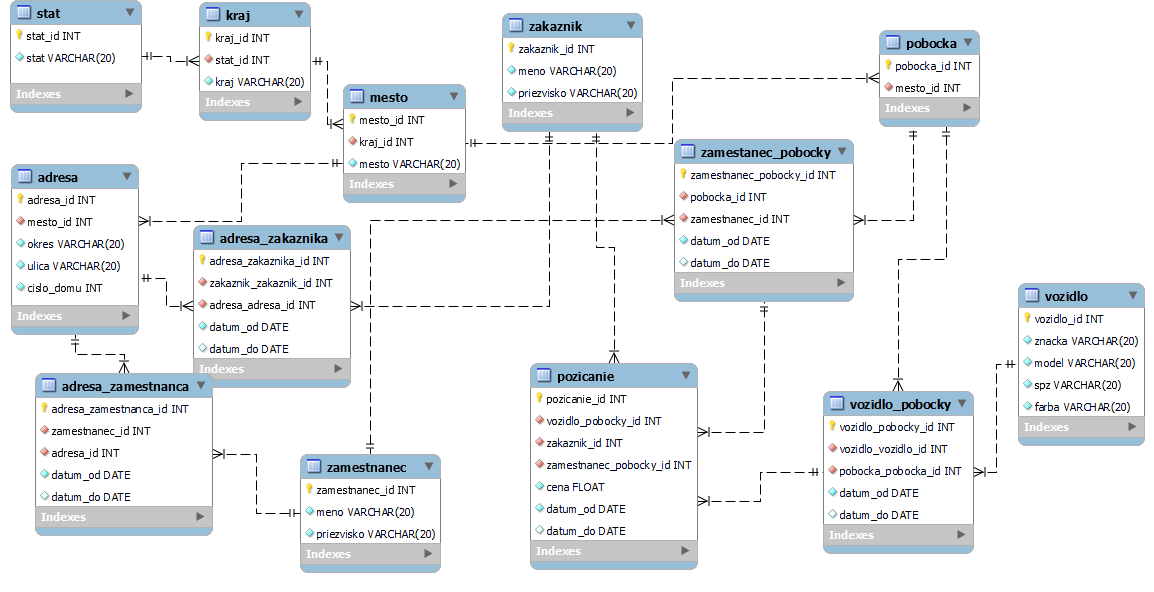 stat
stat_id INT
stat VARCHAR(20)
Indexes
kraj
kraj_id INT
stat_id INT
kraj VARCHAR(20)
Indexes
mesto
mesto_id INT
kraj_id INT
mesto VARCHAR(20)
Indexes
zakaznik
zakaznik_id INT
meno VARCHAR(20)
priezvisko VARCHAR(20)
Indexes
pobocka
pobocka_id INT
mesto_id INT
Indexes
zamestanec_pobocky
zamestnanec_pobocky_id INT
pobocka_id INT
zamestnanec_id INT
datum_od DATE
datum_do DATE
Indexes
adresa
adresa_id INT
mesto_id INT
okres VARCHAR(20)
ulica VARCHAR(20)
cislo_domu INT
Indexes
adresa_zakaznika
adresa_zakaznika_id INT
zakaznik_zakaznik_id INT
adresa_adresa_id INT
datum_od DATE
datum_do DATE
Indexes
adresa_zamestnanca
adresa_zamestnanca_id INT
zamestnanec_id INT
adresa_id INT
datum_od DATE
datum_do DATE
Indexes
zamestnanec
zamestnanec_id INT
meno VARCHAR(20)
priezvisko VARCHAR(20)
Indexes
pozicanie
pozicanie_id INT
vozidlo_pobocky_id INT
zakaznik_id INT
zamestnanec_pobocky_id INT
cena FLOAT
datum_od DATE
datum_do DATE
Indexes
vozidlo_pobocky
vozidlo_pobocky_id INT
vozidlo_vozidlo_id INT
pobocka_pobocka_id INT
datum_od DATE
datum_do DATE
Indexes
vozidlo
vozidlo_id INT
znacka VARCHAR(20)
model VARCHAR(20)
spz VARCHAR(20)
farba VARCHAR(20)
Indexes